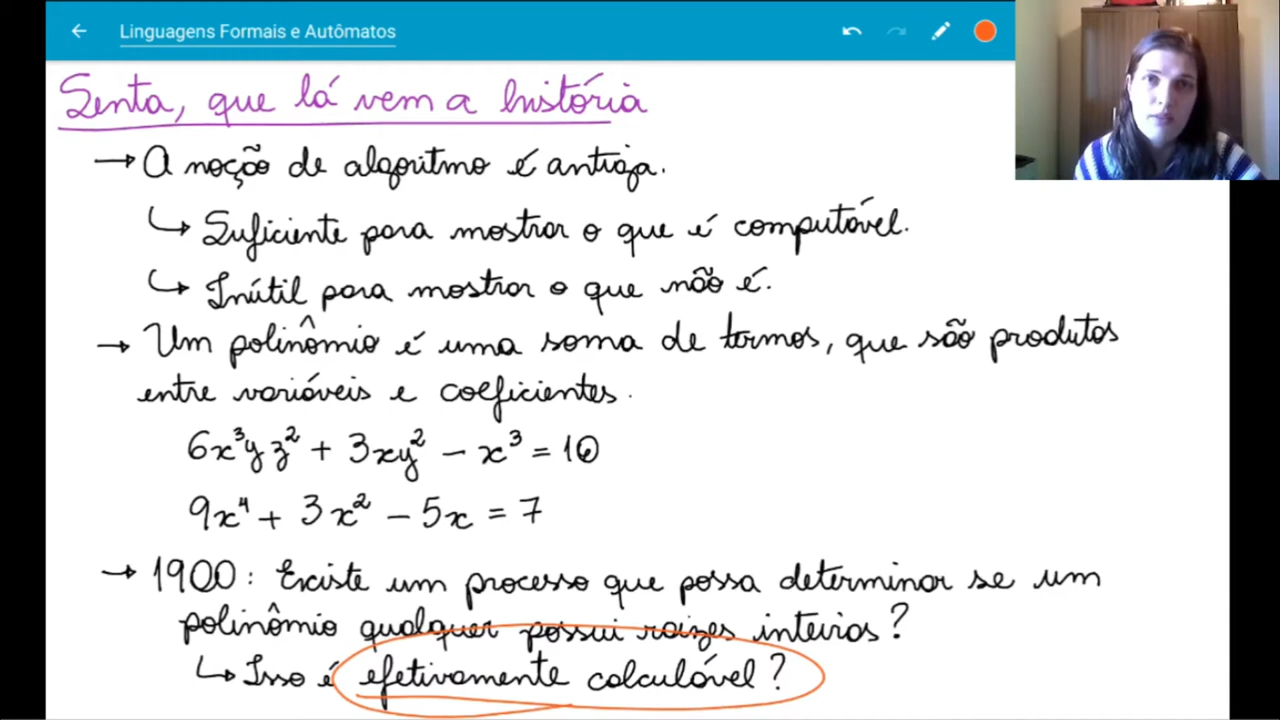 Linguagens Formais e Autômatos
Senta, que lá vem a história
→ A noção de algoritmo é antiga.
↳ Suficiente para mostrar o que é computável.
↳ Inútil para mostrar o que não é.
→ Um polinômio é uma soma de termos, que são produtos
entre variáveis e coeficientes.
6x³yz² + 3xy² - x³ = 10
9x⁴ + 3x² - 5x = 7
→ 1900: Existe um processo que possa determinar se um
polinômio qualquer possui raízes inteiras?
↳ Isso é efetivamente calculável?